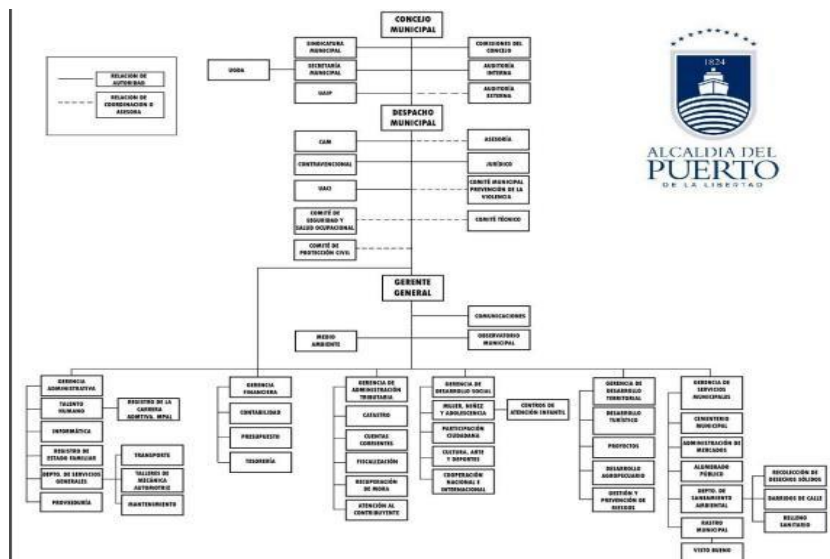 CONCEJO
MUNICIPAL
SINDICATURA
MUNICIPAL
COMISIONES DEL
CONCEJO
UGDA
SECRETARÍA
MUNICIPAL
AUDITORÍA
INTERNA
UAIP
AUDITORÍA
EXTERNA
RELACION DE
AUTORIDAD
RELACION DE
COORDINACION O
ASESORA
1824
ALCALDIA DEL
PUERTO
DE LA LIBERTAD
DESPACHO
MUNICIPAL
CAM
ASESORÍA
CONTRAVENCIONAL
JURÍDICO
UACI
COMITÉ MUNICIPAL
PREVENCIÓN DE LA
VIOLENCIA
COMITÉ DE
SEGURIDAD Y
SALUD OCUPACIONAL
COMITÉ TÉCNICO
COMITÉ DE
PROTECCIÓN CIVIL
GERENTE
GENERAL
COMUNICACIONES
MEDIO
AMBIENTE
OBSERVATORIO
MUNICIPAL
GERENCIA
ADMINISTRATIVA
TALENTO
HUMANO
REGISTRO DE LA
CARRERA
ADMTIVA. MPAL
INFORMÁTICA
REGISTRO DE
ESTADO FAMILIAR
DEPTO. DE SERVICIOS
GENERALES
PROVEEDURÍA
TRANSPORTE
TALLERES DE
MECÁNICA
AUTOMOTRIZ
MANTENIMIENTO
GERENCIA
FINANCIERA
CONTABILIDAD
PRESUPUESTO
TESORERÍA
GERENCIA DE
ADMINISTRACIÓN
TRIBUTARIA
CATASTRO
CUENTAS
CORRIENTES
FISCALIZACIÓN
RECUPERACIÓN
DE MORA
ATENCIÓN AL
CONTRIBUYENTE
GERENCIA DE
DESARROLLO SOCIAL
MUJER, NIÑEZ
Y ADOLESCENCIA
CENTROS DE
ATENCIÓN INFANTIL
PARTICIPACIÓN
CIUDADANA
CULTURA, ARTE
Y DEPORTES
COOPERACIÓN
NACIONAL E
INTERNACIONAL
GERENCIA DE
DESARROLLO
TERRITORIAL
DESARROLLO
TURÍSTICO
PROYECTOS
DESARROLLO
AGROPECUARIO
GESTIÓN Y
PREVENCIÓN DE
RIESGOS
GERENCIA DE
SERVICIOS
MUNICIPALES
CEMENTERIO
MUNICIPAL
ADMINISTRACIÓN DE
MERCADOS
ALUMBRADO
PÚBLICO
DEPTO. DE
SANEAMIENTO
AMBIENTAL
RASTRO
MUNICIPAL
VISTO BUENO
RECOLECCIÓN DE
DESECHOS SÓLIDOS
BARRIDOS DE CALLE
RELLENO
SANITARIO